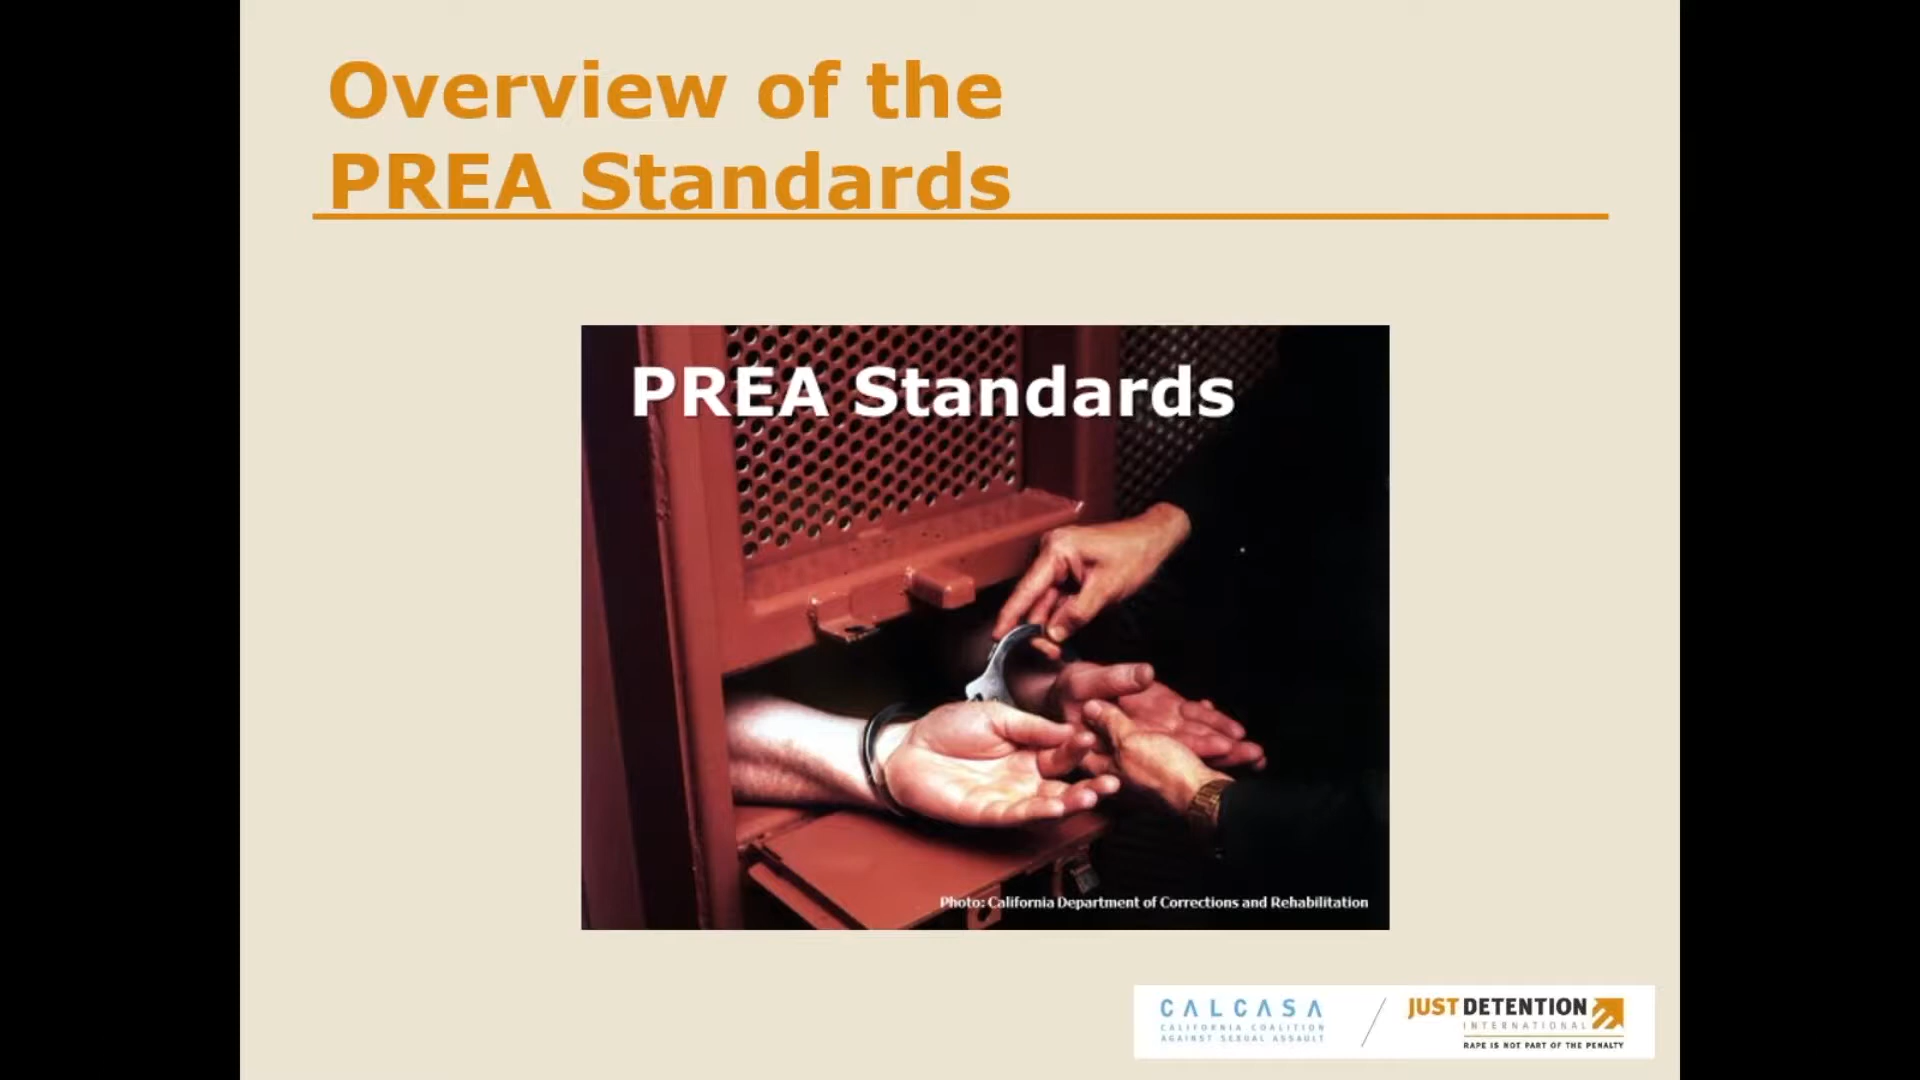 Overview of the
PREA Standards
PREA Standards
Photo: California Department of Corrections and Rehabilitation
CALCASA
CALIFORNIA COALITION
AGAINST SEXUAL ASSAULT
JUST DETENTION
INTERNATIONAL
RAPE IS NOT PART OF THE PENALTY